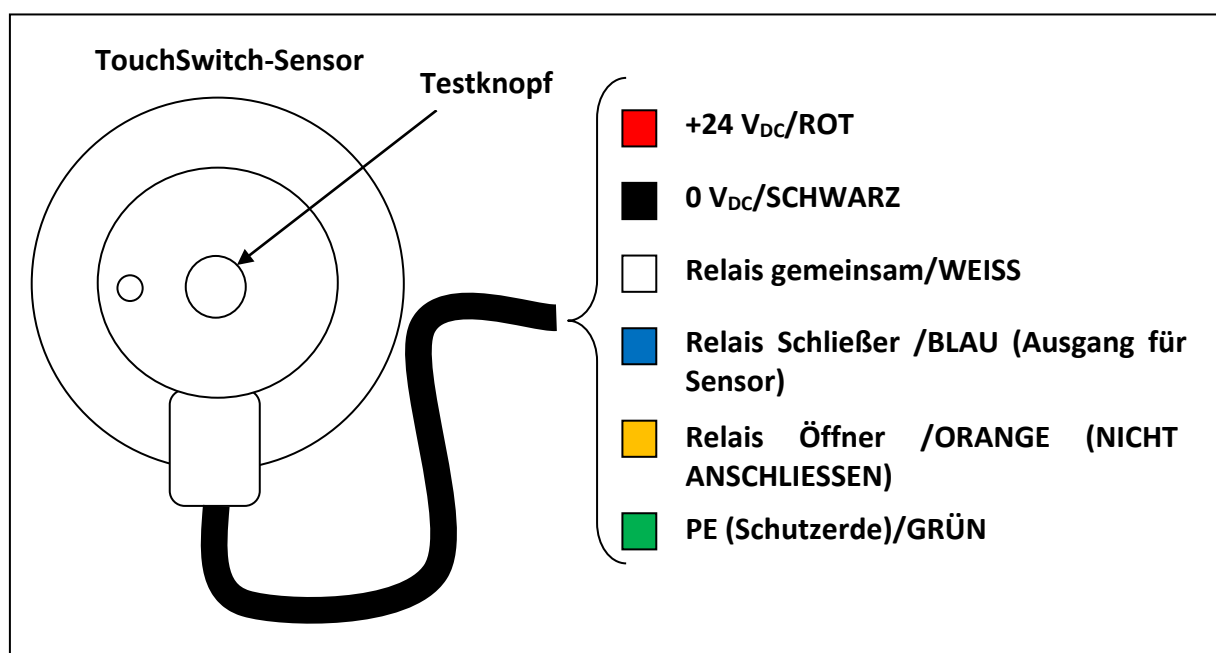 TouchSwitch-Sensor
Testknopf
+24 VDC/ROT
0 VDC/SCHWARZ
Relais gemeinsam/WEISS
Relais Schließer /BLAU (Ausgang für
Sensor)
Relais Öffner /ORANGE (NICHT
ANSCHLIESSEN)
PE (Schutzerde)/GRÜN